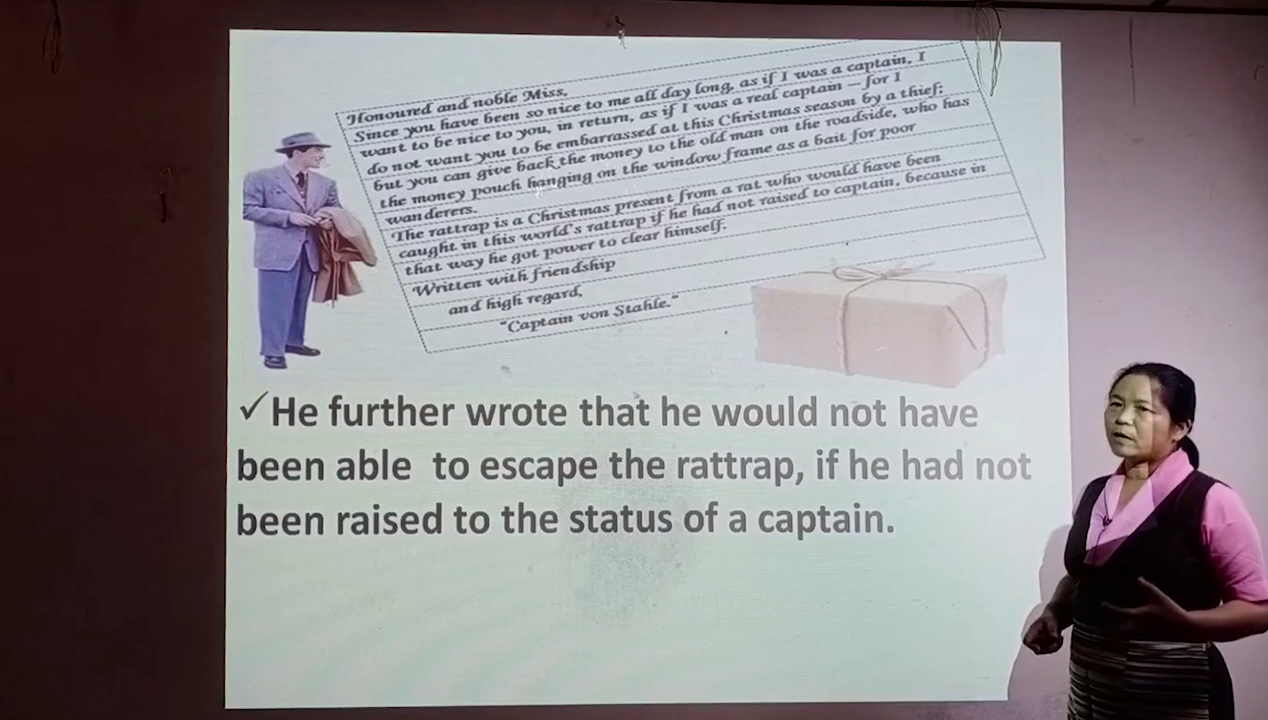 Honoured and noble Miss,
Since you have been so nice to me all day long, as if I was a captain, I
want to be nice to you, in return, as if I was a real captain — for I
do not want you to be embarrassed at this Christmas season by a thief;
but you can give back the money to the old man on the roadside, who has
the money pouch hanging on the window frame as a bait for poor
wanderers.
The rattrap is a Christmas present from a rat who would have been
caught in this world's rattrap if he had not raised to captain, because in
that way he got power to clear himself.
Written with friendship
and high regard,
"Captain von Stahle."
✓He further wrote that he would not have
been able to escape the rattrap, if he had not
been raised to the status of a captain.